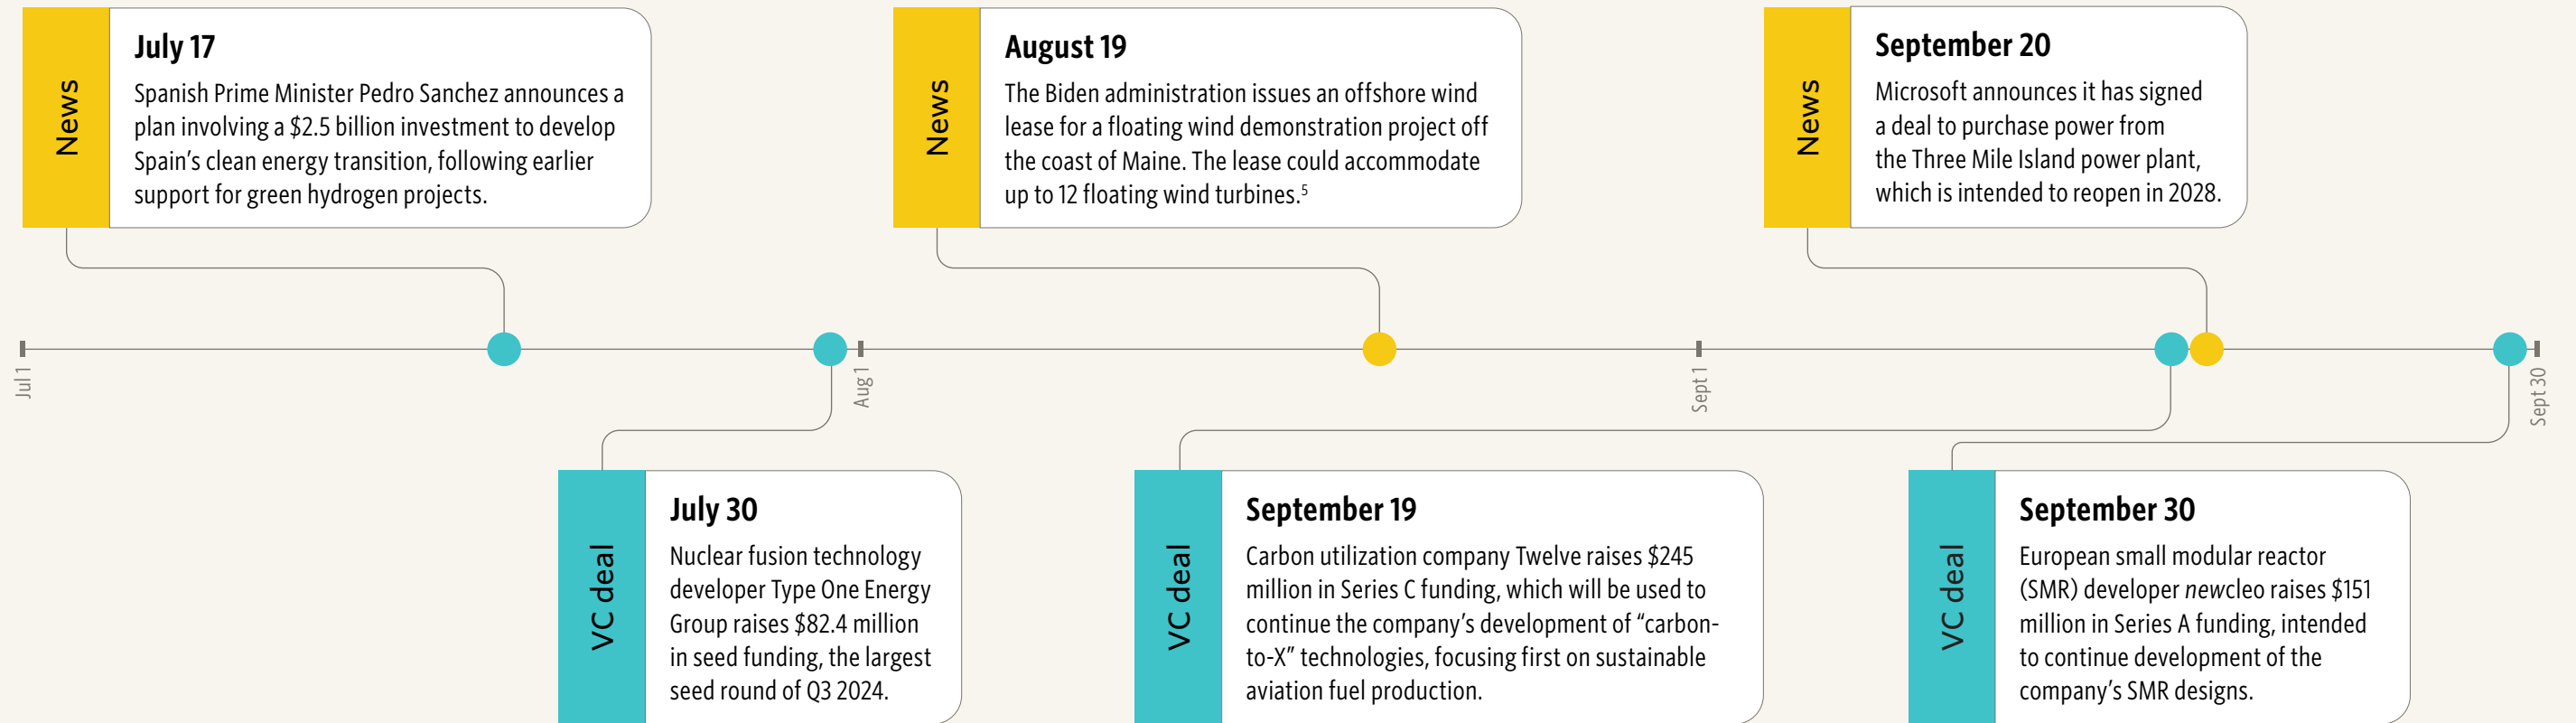 News
July 17
Spanish Prime Minister Pedro Sanchez announces a
plan involving a $2.5 billion investment to develop
Spain’s clean energy transition, following earlier
support for green hydrogen projects.
News
August 19
The Biden administration issues an offshore wind
lease for a floating wind demonstration project off
the coast of Maine. The lease could accommodate
up to 12 floating wind turbines.5
News
September 20
Microsoft announces it has signed
a deal to purchase power from
the Three Mile Island power plant,
which is intended to reopen in 2028.
Jul 1
Aug 1
Sept 1
Sept 30
VC deal
July 30
Nuclear fusion technology
developer Type One Energy
Group raises $82.4 million
in seed funding, the largest
seed round of Q3 2024.
VC deal
September 19
Carbon utilization company Twelve raises $245
million in Series C funding, which will be used to
continue the company’s development of “carbon-
to-X” technologies, focusing first on sustainable
aviation fuel production.
VC deal
September 30
European small modular reactor
(SMR) developer newcleo raises $151
million in Series A funding, intended
to continue development of the
company’s SMR designs.